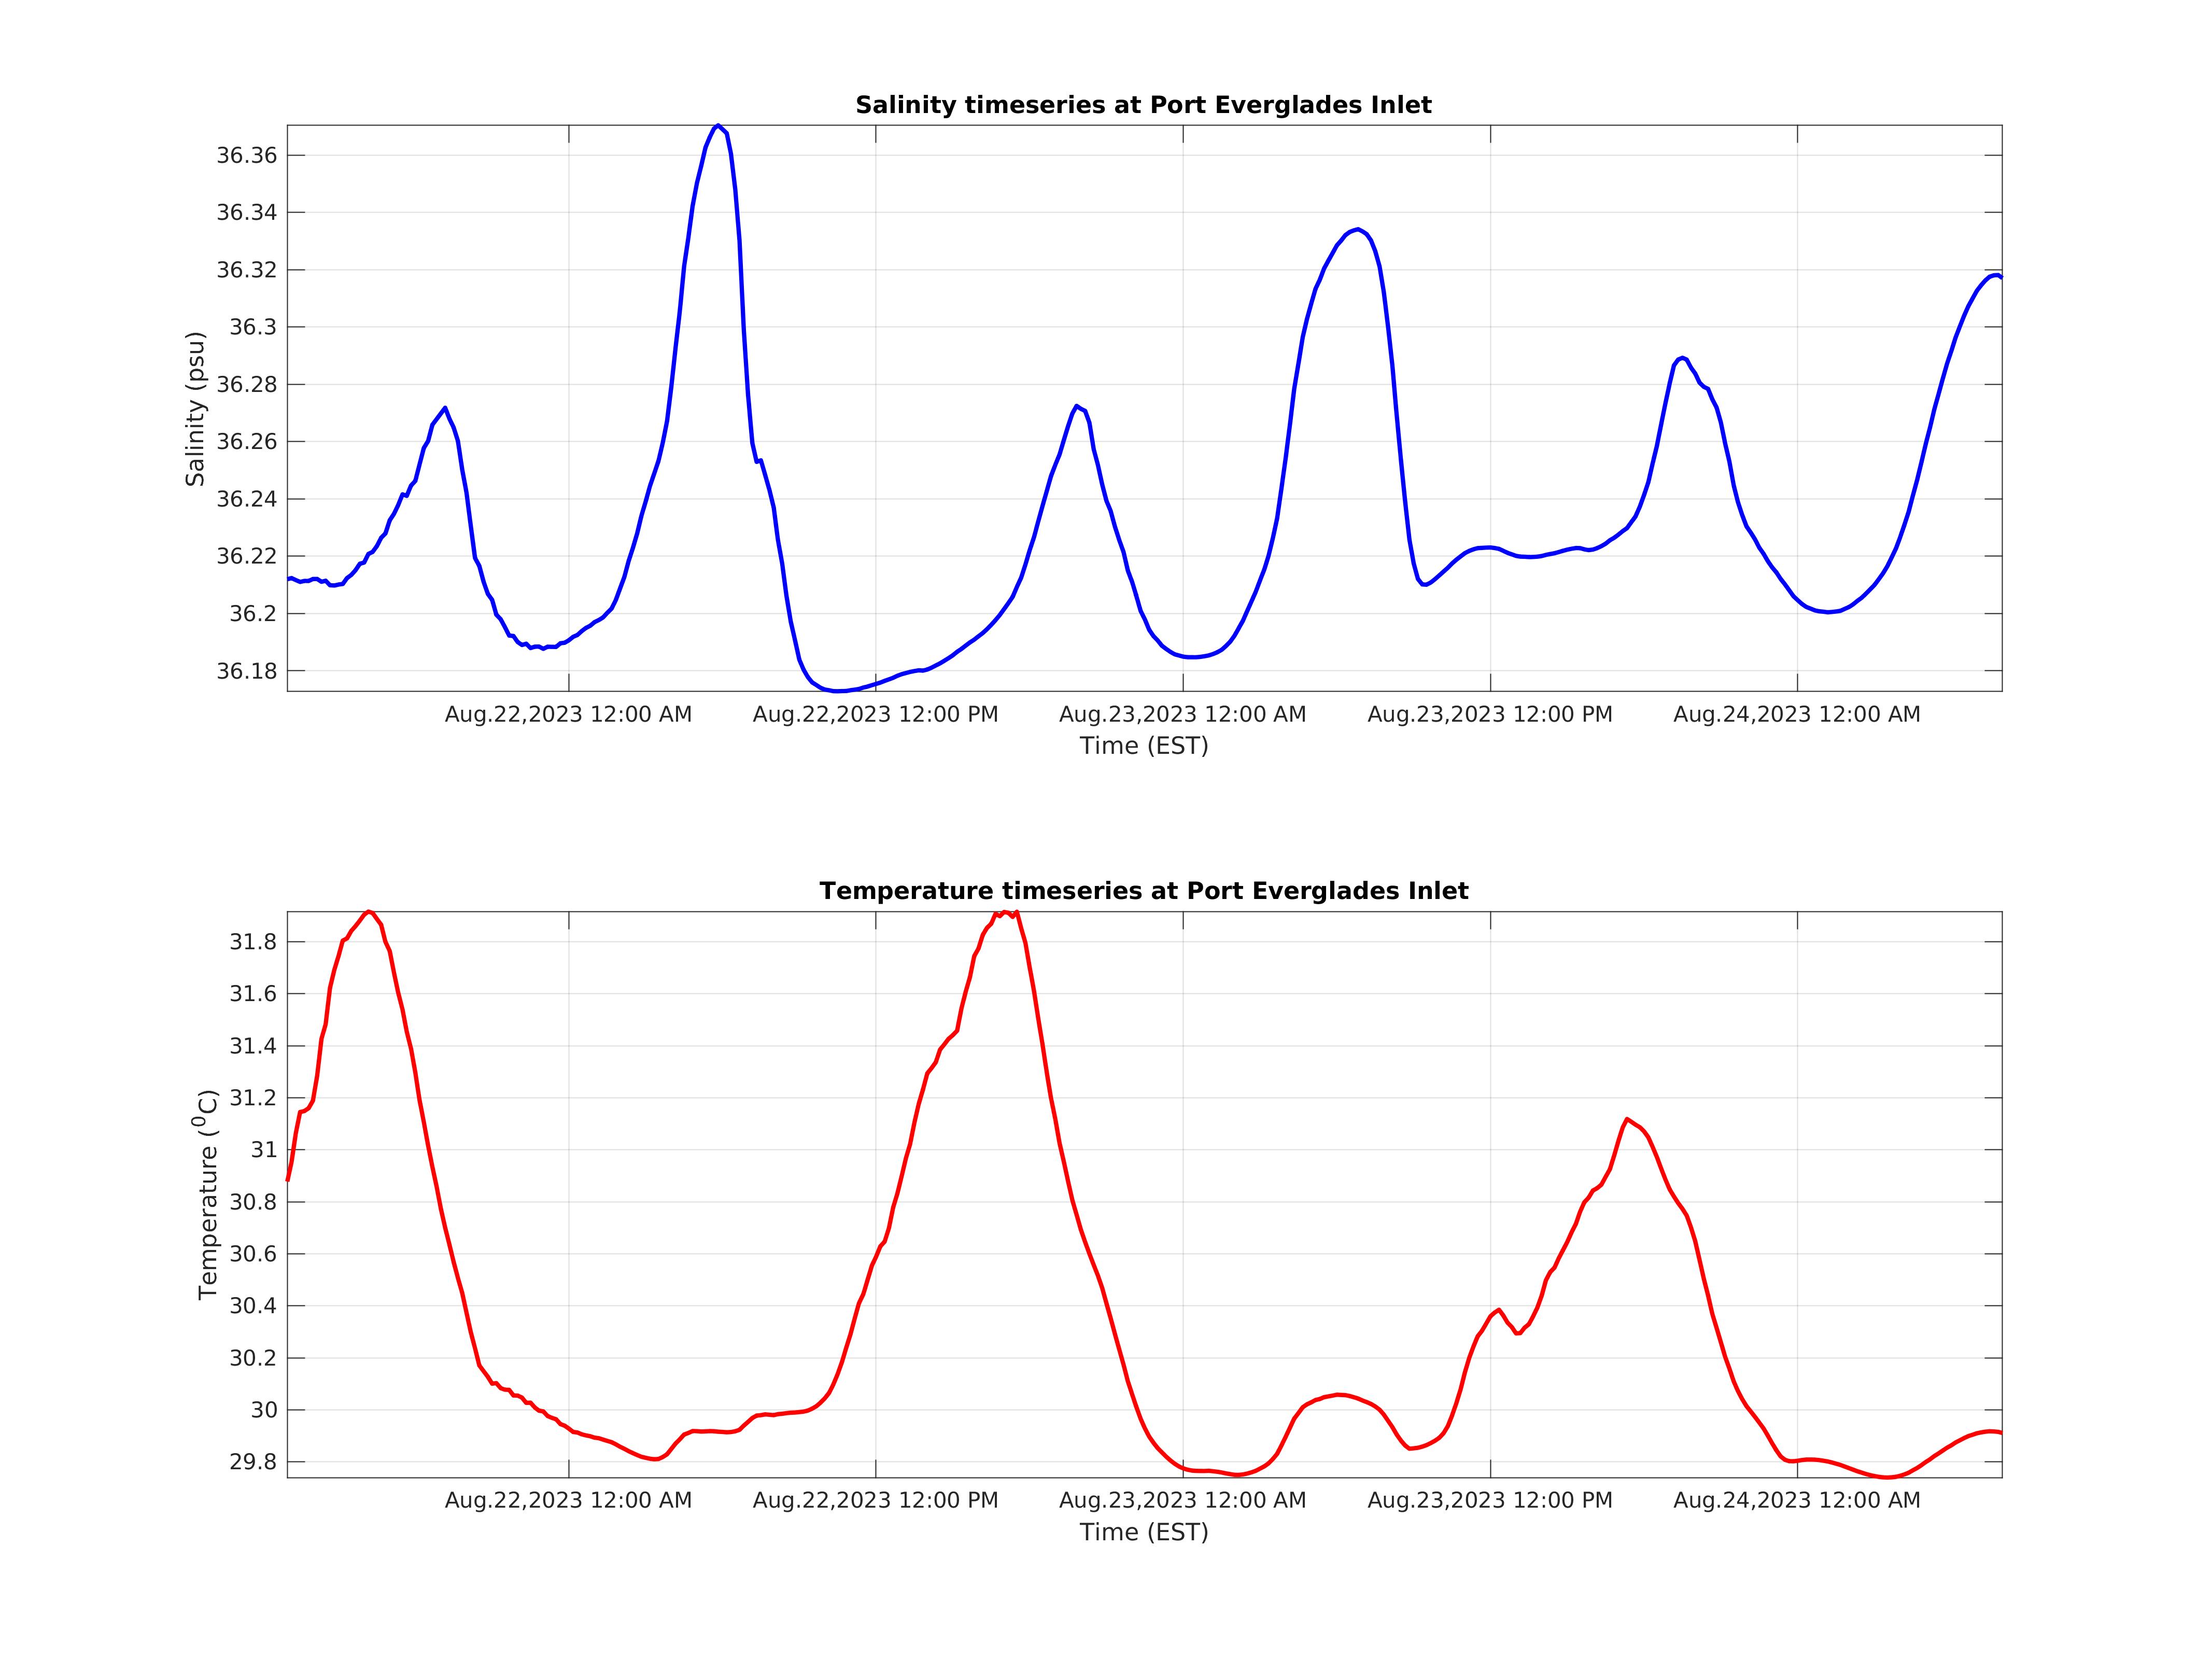 Salinity timeseries at Port Everglades Inlet
36.36
36.34
36.32
36.3
36.28
36.26
36.24
36.22
36.2
36.18
Salinity (psu)
Aug.22,2023 12:00 AM Aug.22,2023 12:00 PM Aug.23,2023 12:00 AM Aug.23,2023 12:00 PM Aug.24,2023 12:00 AM
Time (EST)
Temperature timeseries at Port Everglades Inlet
31.8
31.6
31.4
31.2
31
30.8
30.6
30.4
30.2
30
29.8
Temperature (⁰C)
Aug.22,2023 12:00 AM Aug.22,2023 12:00 PM Aug.23,2023 12:00 AM Aug.23,2023 12:00 PM Aug.24,2023 12:00 AM
Time (EST)